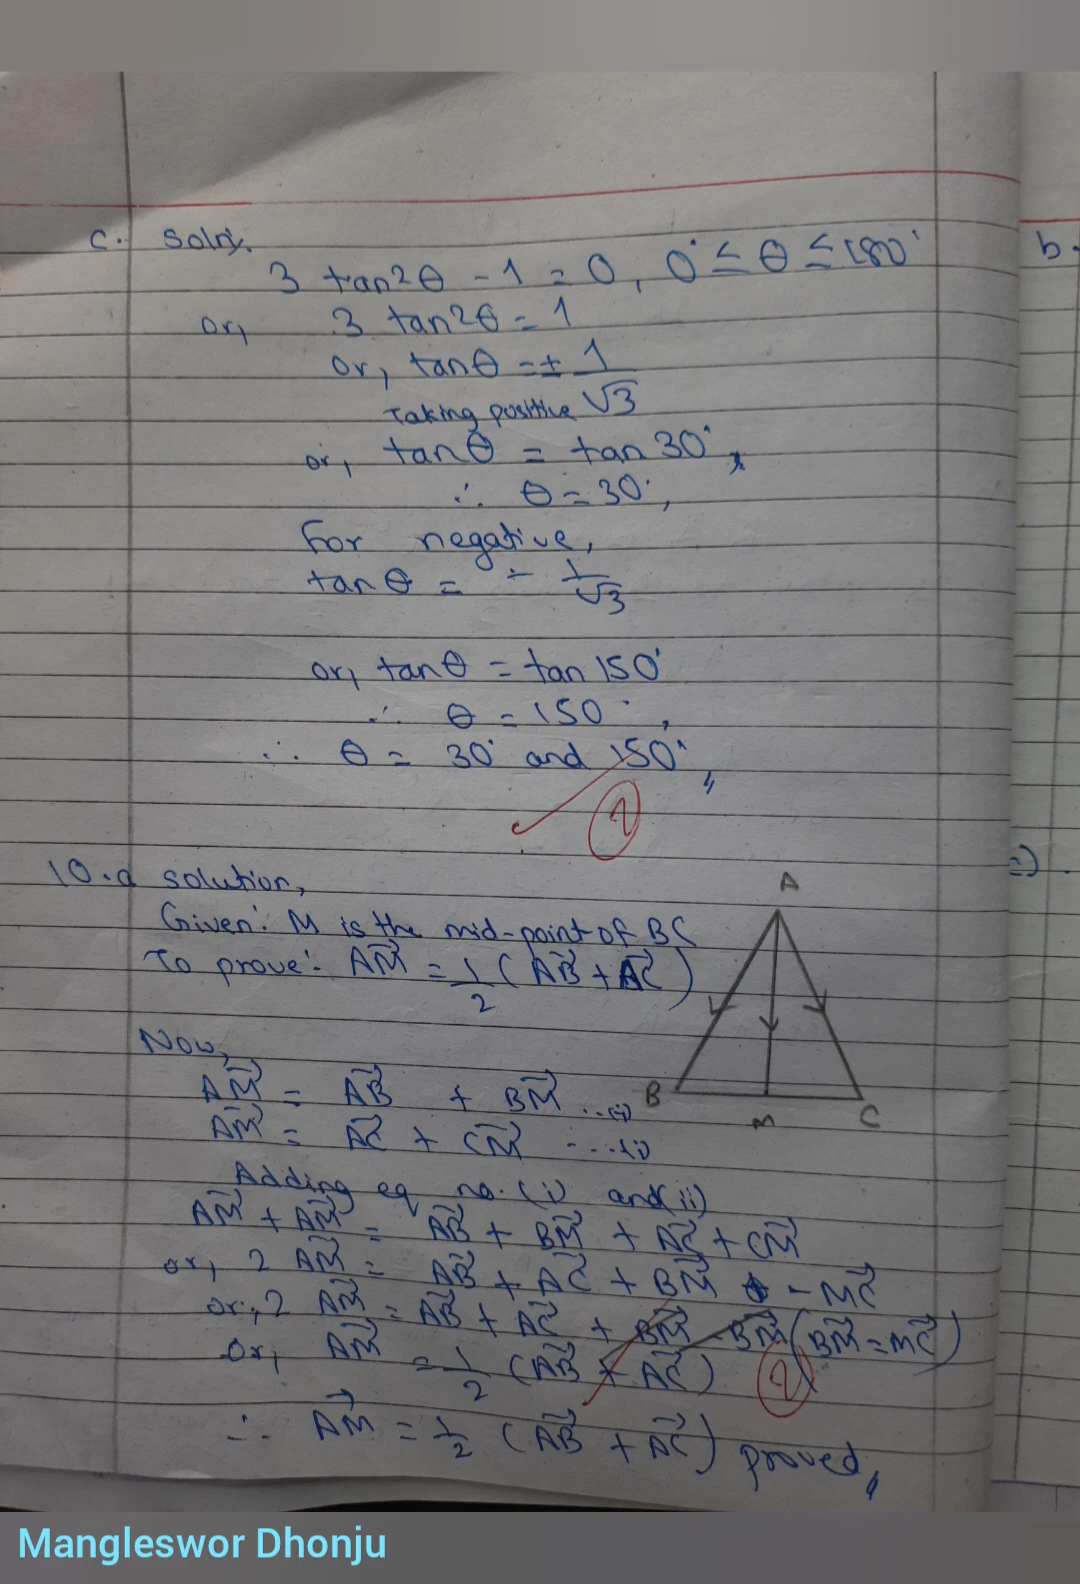 c. Soln,
3 tan2θ - 1 = 0, 0° ≤ θ ≤ 180°
or, 3 tan2θ = 1
or, tanθ = ± 1/√3
Taking positive
or, tanθ = tan 30°,
∴ θ = 30°,
For negative,
tan θ = - 1/√3
or, tanθ = tan 150°
∴ θ = 150°,
∴ θ = 30° and 150°,,
2
10.a solution,
Given: M is the mid-point of BC
To prove: AM→ = 1/2 (AB→ + AC→)
Now,
AM→ = AB→ + BM→ ...(i)
AM→ = AC→ + CM→ ...(ii)
Adding eq no. (i) and (ii)
AM→ + AM→ = AB→ + BM→ + AC→ + CM→
or, 2 AM→ = AB→ + AC→ + BM→ - MC→
or, 2 AM→ = AB→ + AC→ + BM→ - BM→ (BM→ = MC→)
or, AM→ = 1/2 (AB→ + AC→)
2
∴ AM→ = 1/2 (AB→ + AC→) proved,,
A
B
M
C
b.
=)
Mangleswor Dhonju